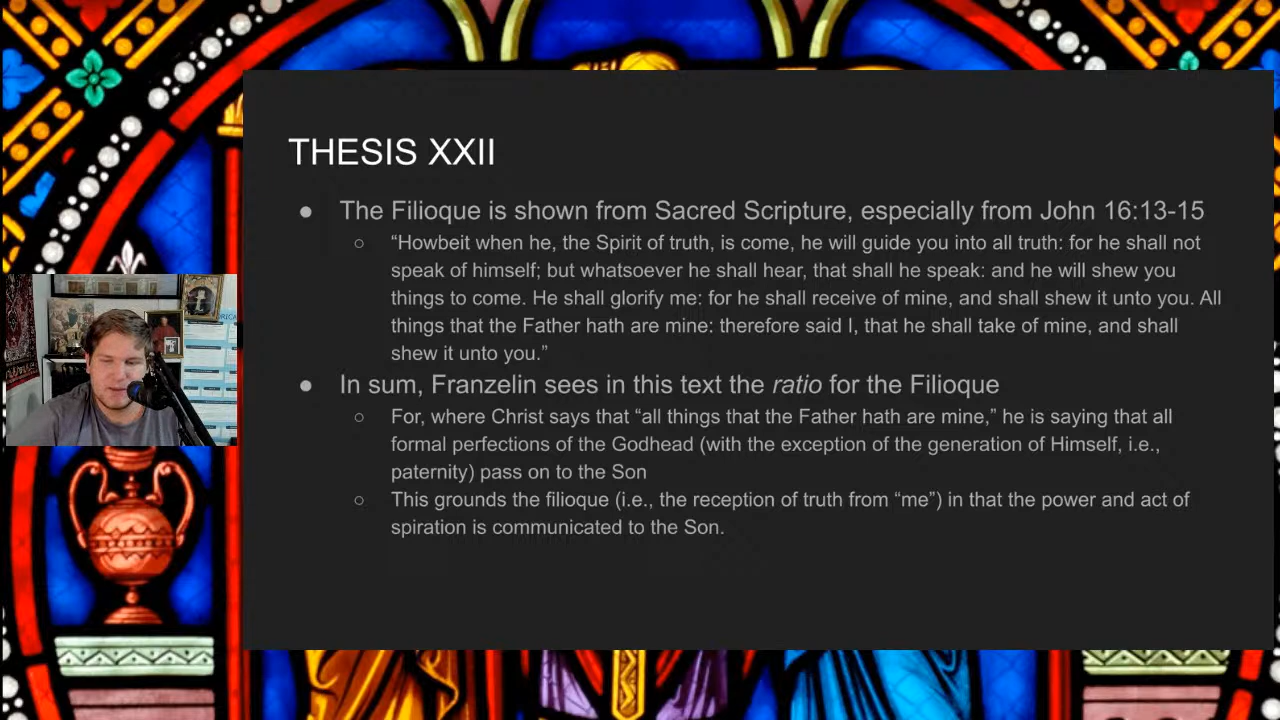 THESIS XXII
● The Filioque is shown from Sacred Scripture, especially from John 16:13-15
○ “Howbeit when he, the Spirit of truth, is come, he will guide you into all truth: for he shall not
speak of himself; but whatsoever he shall hear, that shall he speak: and he will shew you
things to come. He shall glorify me: for he shall receive of mine, and shall shew it unto you. All
things that the Father hath are mine: therefore said I, that he shall take of mine, and shall
shew it unto you.”
● In sum, Franzelin sees in this text the ratio for the Filioque
○ For, where Christ says that “all things that the Father hath are mine,” he is saying that all
formal perfections of the Godhead (with the exception of the generation of Himself, i.e.,
paternity) pass on to the Son
○ This grounds the filioque (i.e., the reception of truth from “me”) in that the power and act of
spiration is communicated to the Son.